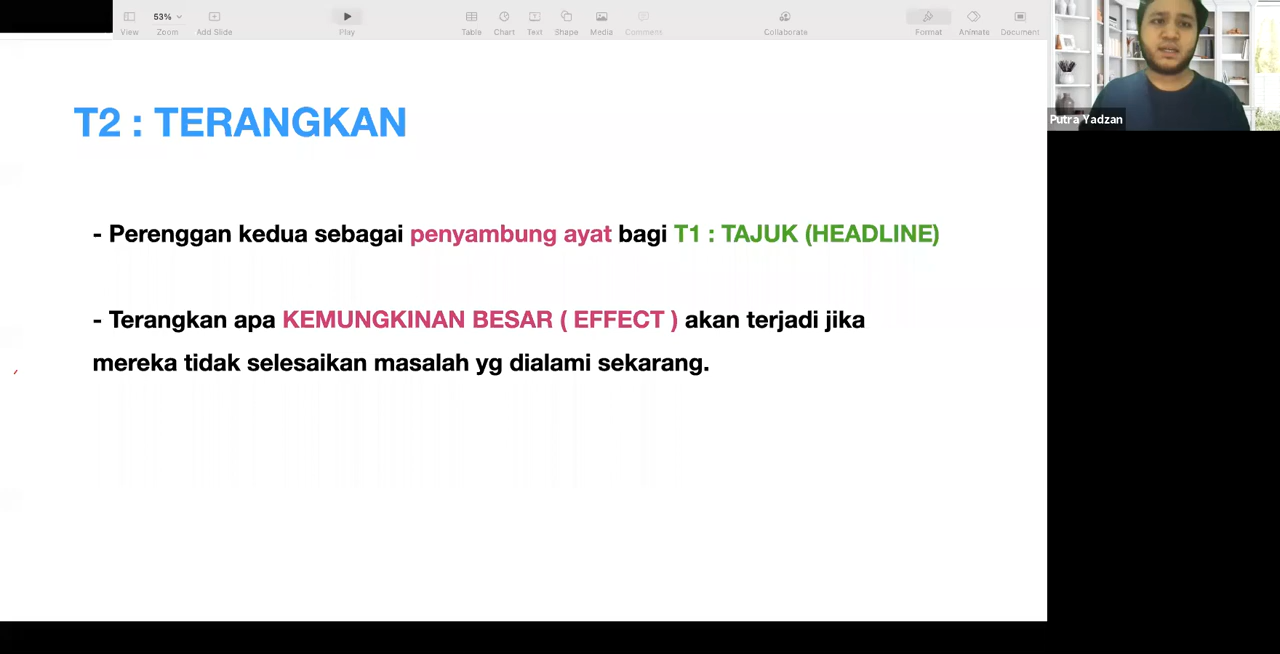 53%
View
Zoom
Add Slide
Play
Table
Chart
Text
Shape
Media
Comment
Collaborate
Format
Animate
Document
Putra Yadzan
T2 : TERANGKAN
- Perenggan kedua sebagai penyambung ayat bagi T1 : TAJUK (HEADLINE)
- Terangkan apa KEMUNGKINAN BESAR ( EFFECT ) akan terjadi jika
mereka tidak selesaikan masalah yg dialami sekarang.